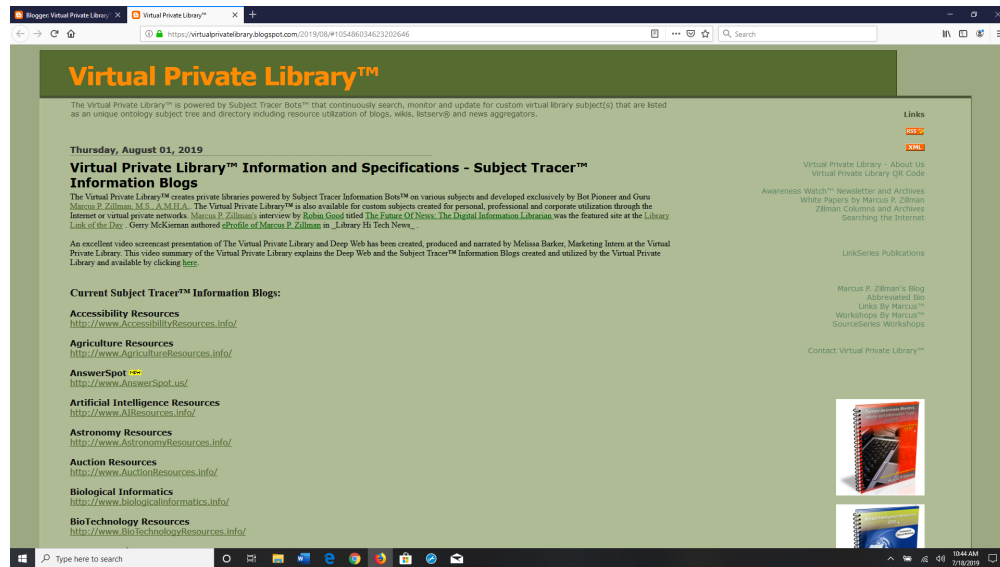 Blogger: Virtual Private Library
Virtual Private Library™
https://virtualprivatelibrary.blogspot.com/2019/08/#105486034623202646
Search
Virtual Private Library™
The Virtual Private Library™ is powered by Subject Tracer Bots™ that continuously search, monitor and update for custom virtual library subject(s) that are listed
as an unique ontology subject tree and directory including resource utilization of blogs, wikis, listserv® and news aggregators.
Thursday, August 01, 2019
Virtual Private Library™ Information and Specifications - Subject Tracer™
Information Blogs
The Virtual Private Library™ creates private libraries powered by Subject Tracer Information Bots™ on various subjects and developed exclusively by Bot Pioneer and Guru
Marcus P. Zillman, M.S., A.M.H.A.. The Virtual Private Library™ is also available for custom subjects created for personal, professional and corporate utilization through the
Internet or virtual private networks. Marcus P. Zillman's interview by Robin Good titled The Future Of News: The Digital Information Librarian was the featured site at the Library
Link of the Day . Gerry McKiernan authored eProfile of Marcus P. Zillman in _Library Hi Tech News_ .
An excellent video screencast presentation of The Virtual Private Library and Deep Web has been created, produced and narrated by Melissa Barker, Marketing Intern at the Virtual
Private Library. This video summary of the Virtual Private Library explains the Deep Web and the Subject Tracer™ Information Blogs created and utilized by the Virtual Private
Library and available by clicking here.
Current Subject Tracer™ Information Blogs:
Accessibility Resources
http://www.AccessibilityResources.info/
Agriculture Resources
http://www.AgricultureResources.info/
AnswerSpot NEW
http://www.AnswerSpot.us/
Artificial Intelligence Resources
http://www.AIResources.info/
Astronomy Resources
http://www.AstronomyResources.info/
Auction Resources
http://www.AuctionResources.info/
Biological Informatics
http://www.biologicalinformatics.info/
BioTechnology Resources
http://www.BioTechnologyResources.info/
Links
RSS
XML
Virtual Private Library - About Us
Virtual Private Library QR Code
Awareness Watch™ Newsletter and Archives
White Papers by Marcus P. Zillman
Zillman Columns and Archives
Searching the Internet
LinkSeries Publications
Marcus P. Zillman's Blog
Abbreviated Bio
Links By Marcus™
Workshops By Marcus™
SourceSeries Workshops
Contact Virtual Private Library™
Type here to search
10:44 AM
7/18/2019